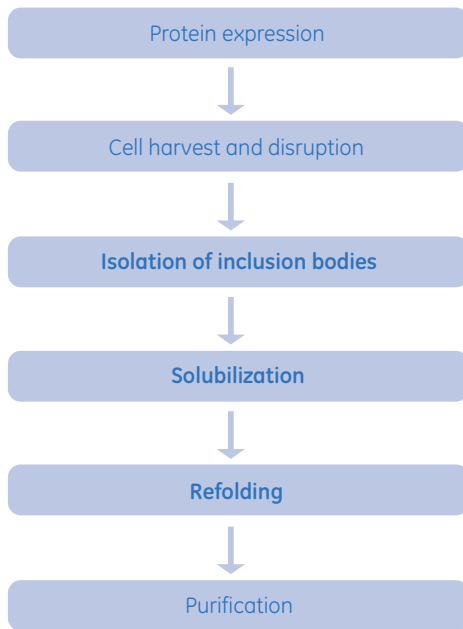 Protein expression
Cell harvest and disruption
Isolation of inclusion bodies
Solubilization
Refolding
Purification